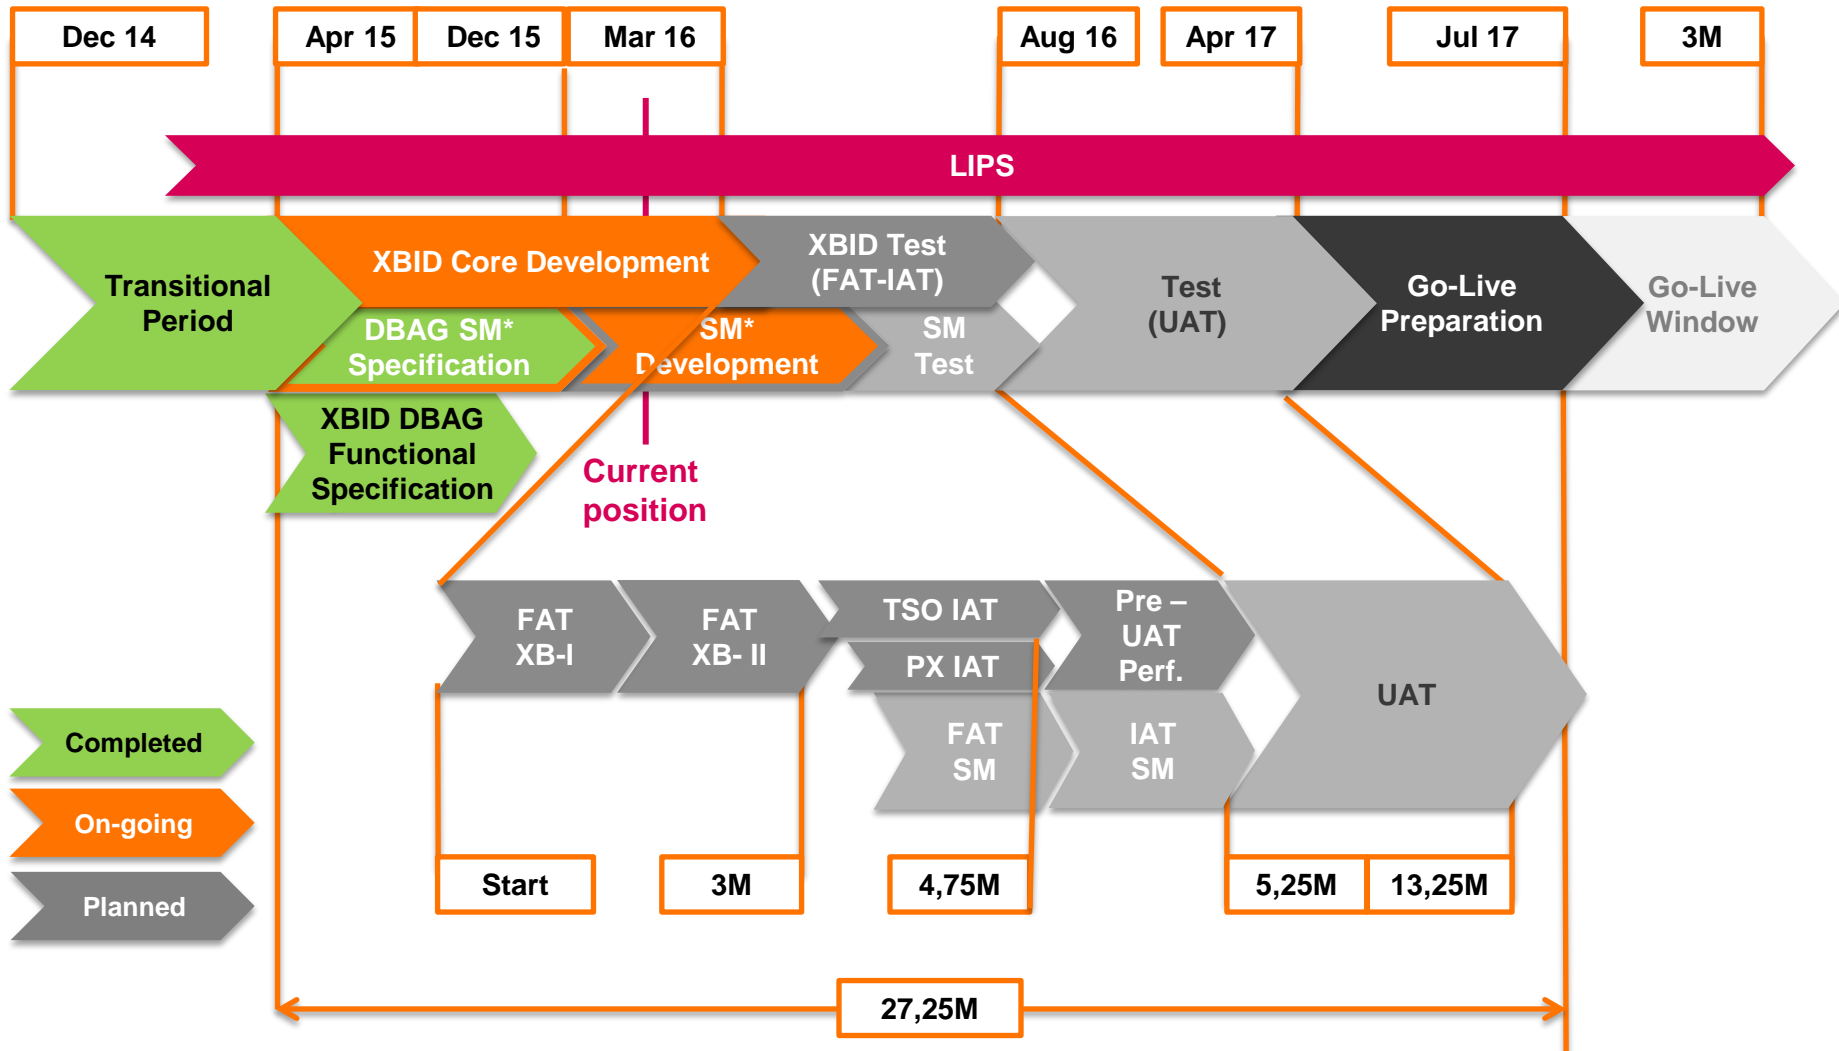 Dec 14
Apr 15
Dec 15
Mar 16
Aug 16
Apr 17
Jul 17
3M
LIPS
Transitional
Period
XBID Core Development
XBID Test
(FAT-IAT)
Test
(UAT)
Go-Live
Preparation
Go-Live
Window
DBAG SM*
Specification
SM*
Development
SM
Test
XBID DBAG
Functional
Specification
Current
position
FAT
XB-I
FAT
XB- II
TSO IAT
PX IAT
Pre –
UAT
Perf.
FAT
SM
IAT
SM
UAT
Completed
On-going
Planned
Start
3M
4,75M
5,25M
13,25M
27,25M